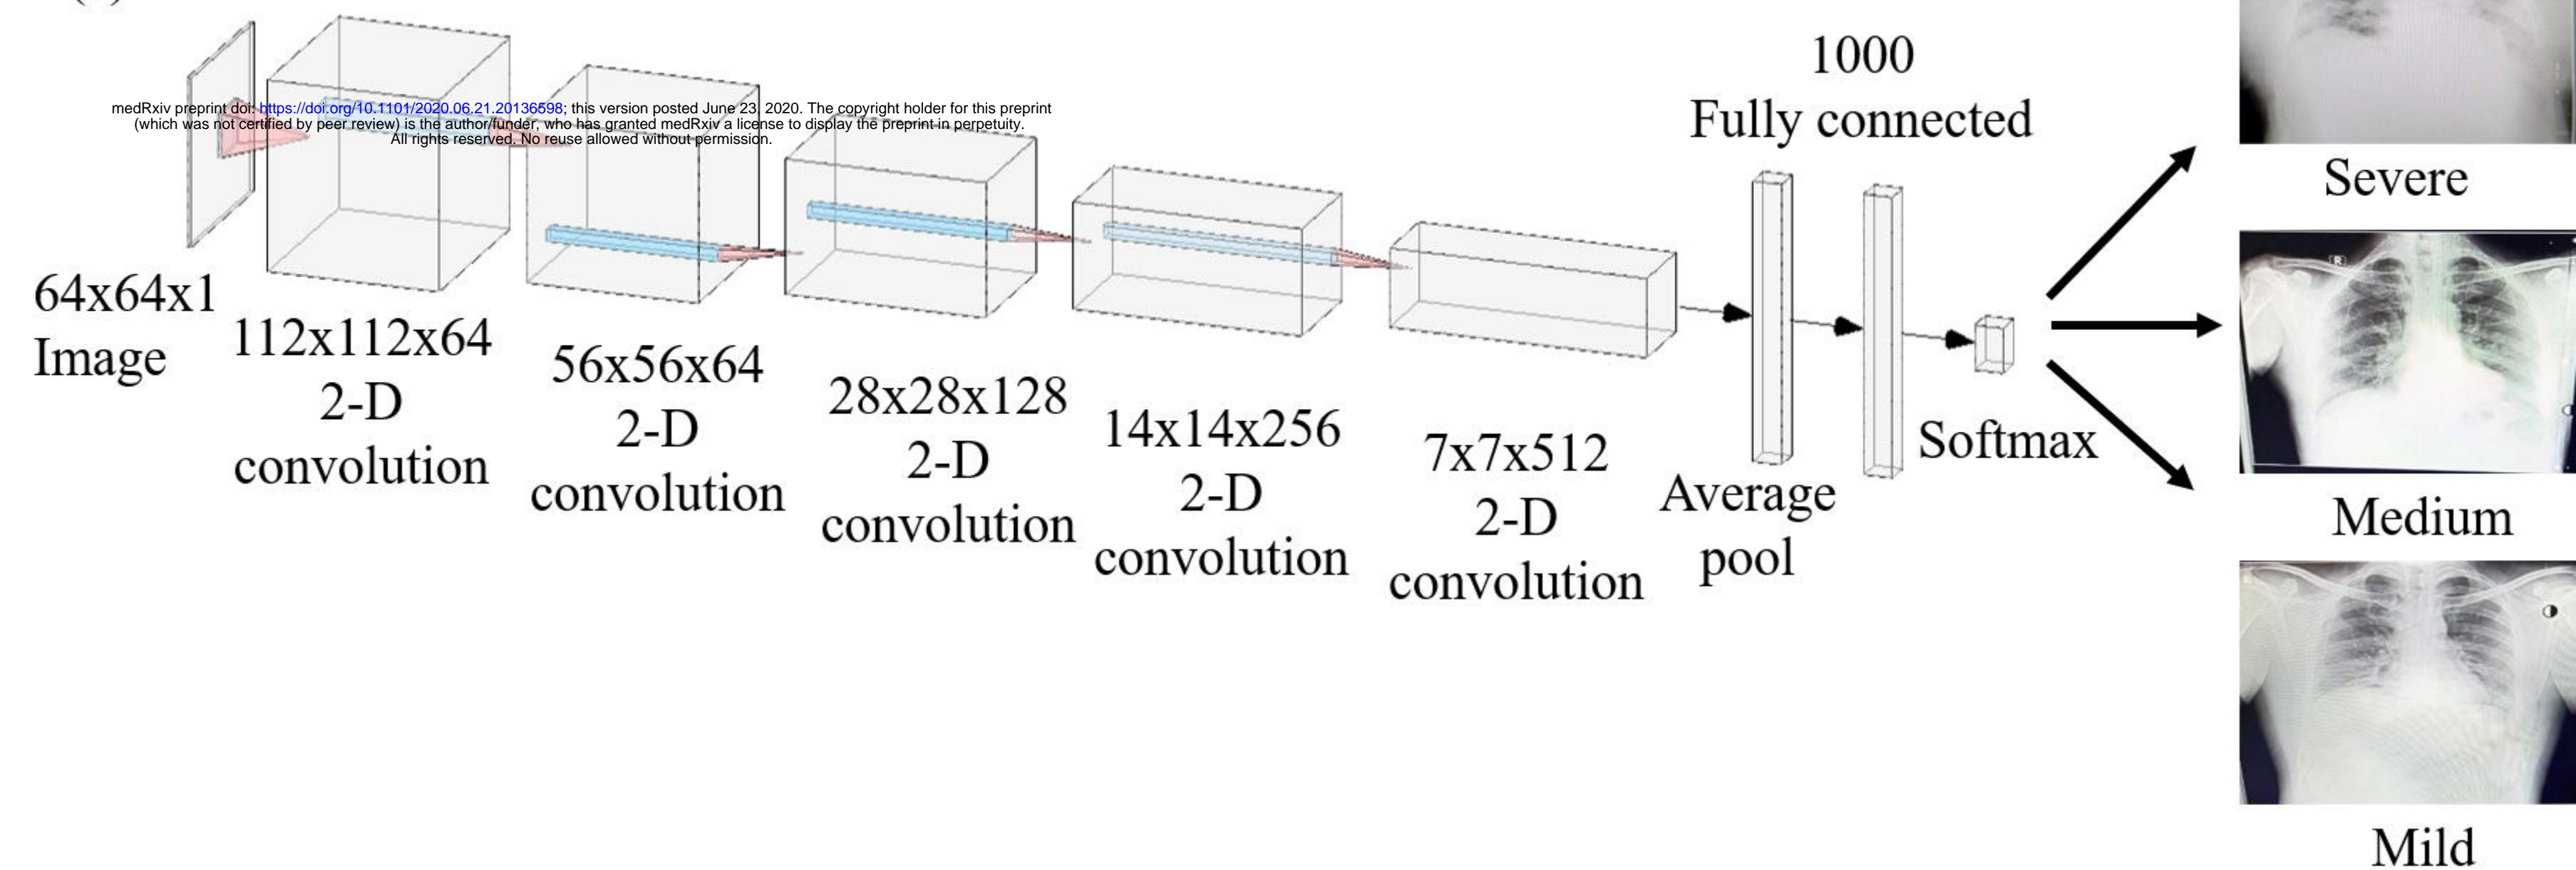 medRxiv preprint doi: https://doi.org/10.1101/2020.06.21.20136598; this version posted June 23, 2020. The copyright holder for this preprint
(which was not certified by peer review) is the author/funder, who has granted medRxiv a license to display the preprint in perpetuity.
All rights reserved. No reuse allowed without permission.
64x64x1
Image
112x112x64
2-D
convolution
56x56x64
2-D
convolution
28x28x128
2-D
convolution
14x14x256
2-D
convolution
7x7x512
2-D
convolution
Average
pool
1000
Fully connected
Softmax
Severe
R
Medium
Mild